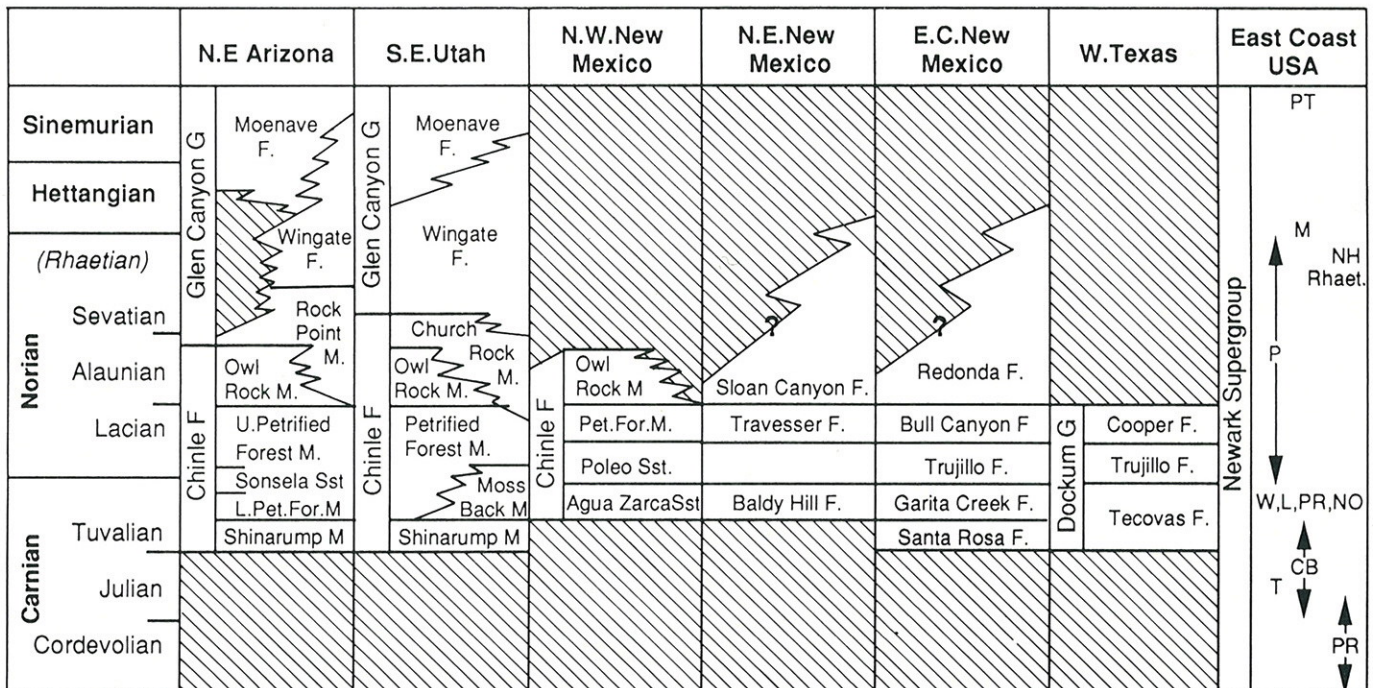 N.E Arizona
S.E.Utah
N.W.New
Mexico
N.E.New
Mexico
E.C.New
Mexico
W.Texas
East Coast
USA
Sinemurian
Hettangian
Norian
(Rhaetian)
Sevatian
Alaunian
Lacian
Carnian
Tuvalian
Julian
Cordevolian
Glen Canyon G
Chinle F
Moenave
F.
Wingate
F.
Rock
Point
M.
Owl
Rock M.
U.Petrified
Forest M.
Sonsela Sst
L.Pet.For.M
Shinarump M
Glen Canyon G
Chinle F
Moenave
F.
Wingate
F.
Church
Rock
M.
Owl
Rock M.
Petrified
Forest M.
Moss
Back M
Shinarump M
Chinle F
Owl
Rock M
Pet.For.M.
Poleo Sst.
Agua ZarcaSst
?
Sloan Canyon F.
Travesser F.
Baldy Hill F.
?
Redonda F.
Bull Canyon F
Trujillo F.
Garita Creek F.
Santa Rosa F.
Dockum G
Cooper F.
Trujillo F.
Tecovas F.
Newark Supergroup
PT
M
NH
Rhaet.
P
W,L,PR,NO
CB
T
PR